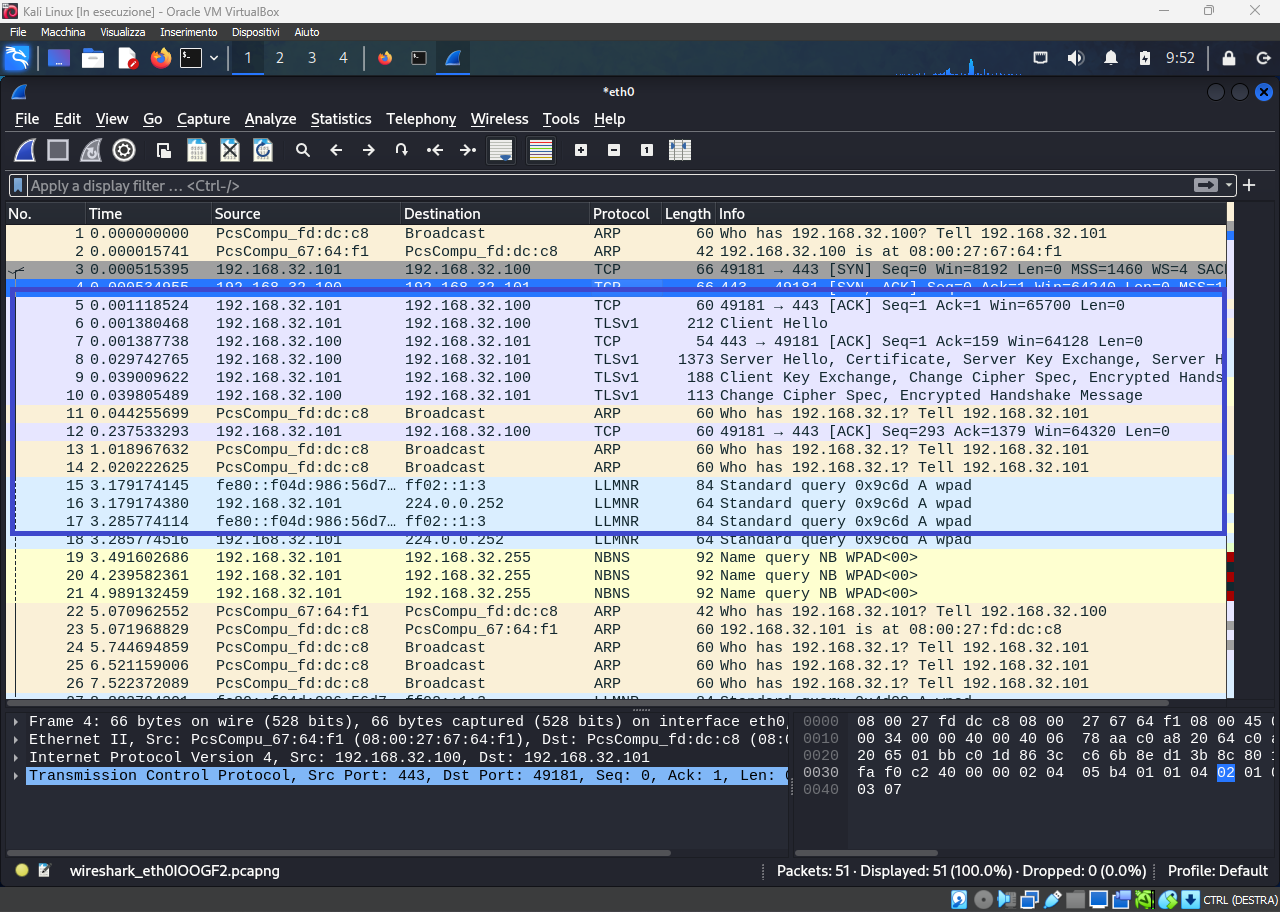 Kali Linux [In esecuzione] - Oracle VM VirtualBox
File Macchina Visualizza Inserimento Dispositivi Aiuto
1 2 3 4 9:52
*eth0
File Edit View Go Capture Analyze Statistics Telephony Wireless Tools Help
Apply a display filter … <Ctrl-/>
No. Time Source Destination Protocol Length Info
1 0.000000000 PcsCompu_fd:dc:c8 Broadcast ARP 60 Who has 192.168.32.100? Tell 192.168.32.101
2 0.000015741 PcsCompu_67:64:f1 PcsCompu_fd:dc:c8 ARP 42 192.168.32.100 is at 08:00:27:67:64:f1
3 0.000515395 192.168.32.101 192.168.32.100 TCP 66 49181 → 443 [SYN] Seq=0 Win=8192 Len=0 MSS=1460 WS=4 SAC
4 0.000534955 192.168.32.100 192.168.32.101 TCP 66 443 → 49181 [SYN, ACK] Seq=0 Ack=1 Win=64240 Len=0 MSS=1
5 0.001118524 192.168.32.101 192.168.32.100 TCP 60 49181 → 443 [ACK] Seq=1 Ack=1 Win=65700 Len=0
6 0.001380468 192.168.32.101 192.168.32.100 TLSv1 212 Client Hello
7 0.001387738 192.168.32.100 192.168.32.101 TCP 54 443 → 49181 [ACK] Seq=1 Ack=159 Win=64128 Len=0
8 0.029742765 192.168.32.100 192.168.32.101 TLSv1 1373 Server Hello, Certificate, Server Key Exchange, Server H
9 0.039009622 192.168.32.101 192.168.32.100 TLSv1 188 Client Key Exchange, Change Cipher Spec, Encrypted Hands
10 0.039805489 192.168.32.100 192.168.32.101 TLSv1 113 Change Cipher Spec, Encrypted Handshake Message
11 0.044255699 PcsCompu_fd:dc:c8 Broadcast ARP 60 Who has 192.168.32.1? Tell 192.168.32.101
12 0.237533293 192.168.32.101 192.168.32.100 TCP 60 49181 → 443 [ACK] Seq=293 Ack=1379 Win=64320 Len=0
13 1.018967632 PcsCompu_fd:dc:c8 Broadcast ARP 60 Who has 192.168.32.1? Tell 192.168.32.101
14 2.020222625 PcsCompu_fd:dc:c8 Broadcast ARP 60 Who has 192.168.32.1? Tell 192.168.32.101
15 3.179174145 fe80::f04d:986:56d7… ff02::1:3 LLMNR 84 Standard query 0x9c6d A wpad
16 3.179174380 192.168.32.101 224.0.0.252 LLMNR 64 Standard query 0x9c6d A wpad
17 3.285774114 fe80::f04d:986:56d7… ff02::1:3 LLMNR 84 Standard query 0x9c6d A wpad
18 3.285774516 192.168.32.101 224.0.0.252 LLMNR 64 Standard query 0x9c6d A wpad
19 3.491602686 192.168.32.101 192.168.32.255 NBNS 92 Name query NB WPAD<00>
20 4.239582361 192.168.32.101 192.168.32.255 NBNS 92 Name query NB WPAD<00>
21 4.989132459 192.168.32.101 192.168.32.255 NBNS 92 Name query NB WPAD<00>
22 5.070962552 PcsCompu_67:64:f1 PcsCompu_fd:dc:c8 ARP 42 Who has 192.168.32.101? Tell 192.168.32.100
23 5.071968829 PcsCompu_fd:dc:c8 PcsCompu_67:64:f1 ARP 60 192.168.32.101 is at 08:00:27:fd:dc:c8
24 5.744694859 PcsCompu_fd:dc:c8 Broadcast ARP 60 Who has 192.168.32.1? Tell 192.168.32.101
25 6.521159006 PcsCompu_fd:dc:c8 Broadcast ARP 60 Who has 192.168.32.1? Tell 192.168.32.101
26 7.522372089 PcsCompu_fd:dc:c8 Broadcast ARP 60 Who has 192.168.32.1? Tell 192.168.32.101
Frame 4: 66 bytes on wire (528 bits), 66 bytes captured (528 bits) on interface eth0,
Ethernet II, Src: PcsCompu_67:64:f1 (08:00:27:67:64:f1), Dst: PcsCompu_fd:dc:c8 (08:0
Internet Protocol Version 4, Src: 192.168.32.100, Dst: 192.168.32.101
Transmission Control Protocol, Src Port: 443, Dst Port: 49181, Seq: 0, Ack: 1, Len: 0
0000 08 00 27 fd dc c8 08 00 27 67 64 f1 08 00 45 0
0010 00 34 00 00 40 00 40 06 78 aa c0 a8 20 64 c0 a
0020 20 65 01 bb c0 1d 86 3c c6 6b 8e d1 3b 8c 80 1
0030 fa f0 c2 40 00 00 02 04 05 b4 01 01 04 02 01 0
0040 03 07
wireshark_eth0IOOGF2.pcapng Packets: 51 · Displayed: 51 (100.0%) · Dropped: 0 (0.0%) Profile: Default
CTRL (DESTRA)